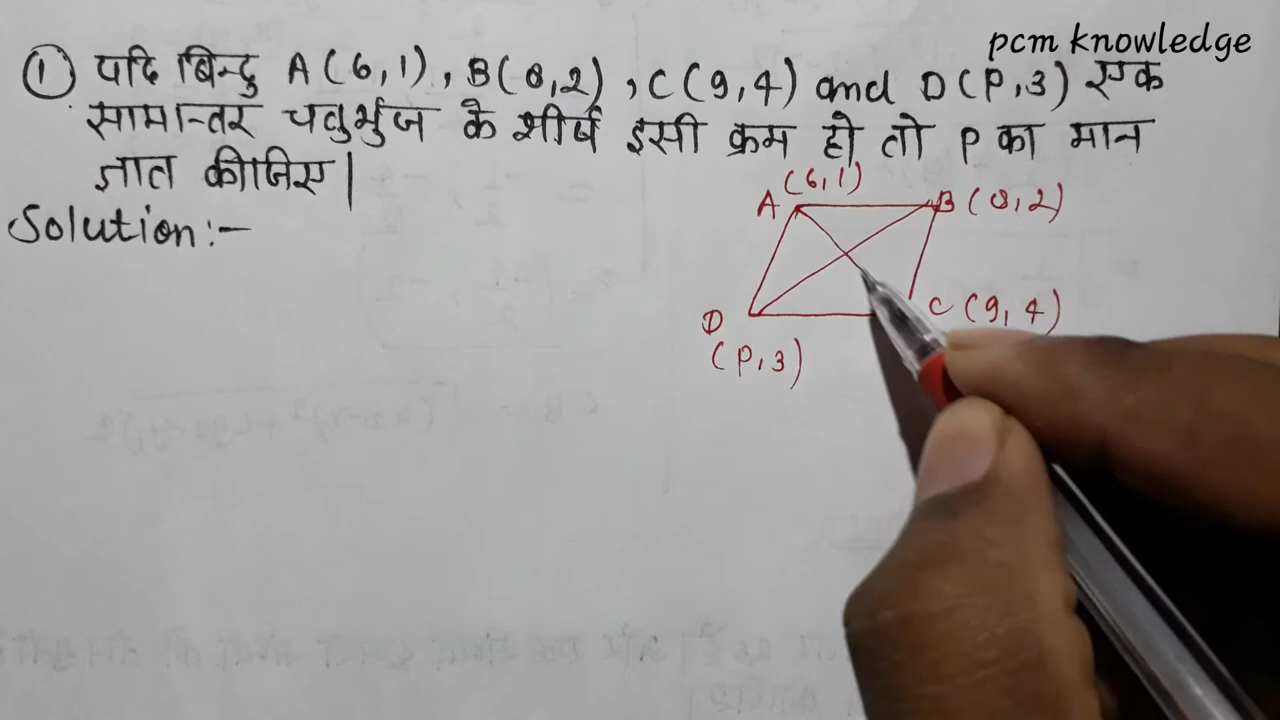 pcm knowledge
① यदि बिन्दु A(6,1), B(8,2), C(9,4) and D(P,3) एक
सामान्तर चतुर्भुज के शीर्ष इसी क्रम हो तो P का मान
ज्ञात कीजिए|
Solution:-
A (6,1)
B (8,2)
D
C (9,4)
(P,3)